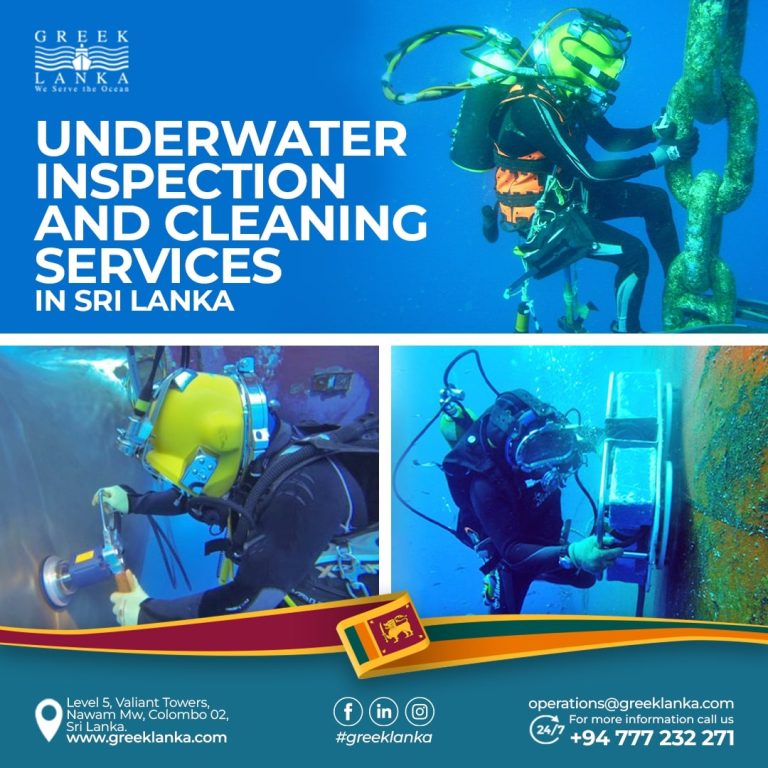 GREEK
LANKA
We Serve the Ocean
UNDERWATER
INSPECTION
AND CLEANING
SERVICES
IN SRI LANKA
Level 5, Valiant Towers,
Nawam Mw, Colombo 02,
Sri Lanka.
www.greeklanka.com
#greeklanka
operations@greeklanka.com
24/7
For more information call us
+94 777 232 271